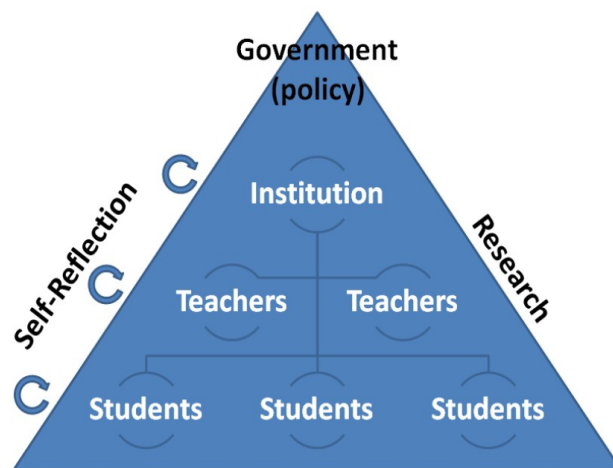 Government
(policy)
Institution
Self-Reflection
Research
Teachers
Teachers
Students
Students
Students